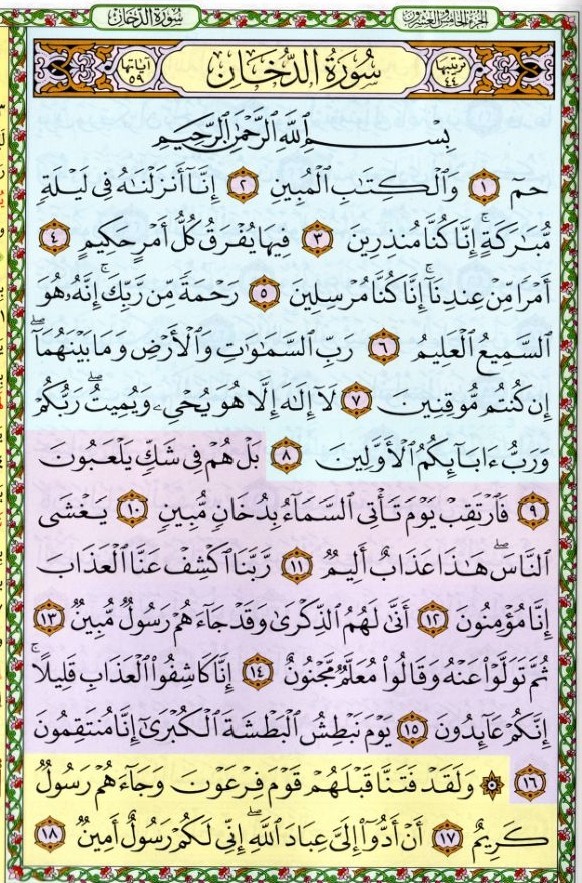 الجزء الخامس والعشرون
سورة الدخان
ترتيبها ٤٤
سُورَةُ الدُّخَانِ
آياتها ٥٩
بِسْمِ اللَّهِ الرَّحْمَٰنِ الرَّحِيمِ
حمٓ ١ وَالْكِتَابِ الْمُبِينِ ٢ إِنَّا أَنزَلْنَاهُ فِي لَيْلَةٍ
مُّبَارَكَةٍ ۚ إِنَّا كُنَّا مُنذِرِينَ ٣ فِيهَا يُفْرَقُ كُلُّ أَمْرٍ حَكِيمٍ ٤
أَمْرًا مِّنْ عِندِنَا ۚ إِنَّا كُنَّا مُرْسِلِينَ ٥ رَحْمَةً مِّن رَّبِّكَ ۚ إِنَّهُ هُوَ
السَّمِيعُ الْعَلِيمُ ٦ رَبِّ السَّمَاوَاتِ وَالْأَرْضِ وَمَا بَيْنَهُمَا ۖ
إِن كُنتُم مُّوقِنِينَ ٧ لَا إِلَٰهَ إِلَّا هُوَ يُحْيِي وَيُمِيتُ ۖ رَبُّكُمْ
وَرَبُّ ءَابَائِكُمُ الْأَوَّلِينَ ٨ بَلْ هُمْ فِي شَكٍّ يَلْعَبُونَ
٩ فَارْتَقِبْ يَوْمَ تَأْتِي السَّمَاءُ بِدُخَانٍ مُّبِينٍ ١٠ يَغْشَى
النَّاسَ ۖ هَٰذَا عَذَابٌ أَلِيمٌ ١١ رَّبَّنَا اكْشِفْ عَنَّا الْعَذَابَ
إِنَّا مُؤْمِنُونَ ١٢ أَنَّىٰ لَهُمُ الذِّكْرَىٰ وَقَدْ جَاءَهُمْ رَسُولٌ مُّبِينٌ ١٣
ثُمَّ تَوَلَّوْا عَنْهُ وَقَالُوا مُعَلَّمٌ مَّجْنُونٌ ١٤ إِنَّا كَاشِفُوا الْعَذَابِ قَلِيلًا ۚ
إِنَّكُمْ عَائِدُونَ ١٥ يَوْمَ نَبْطِشُ الْبَطْشَةَ الْكُبْرَىٰ إِنَّا مُنتَقِمُونَ
١٦ ۞ وَلَقَدْ فَتَنَّا قَبْلَهُمْ قَوْمَ فِرْعَوْنَ وَجَاءَهُمْ رَسُولٌ
كَرِيمٌ ١٧ أَنْ أَدُّوا إِلَيَّ عِبَادَ اللَّهِ ۖ إِنِّي لَكُمْ رَسُولٌ أَمِينٌ ١٨